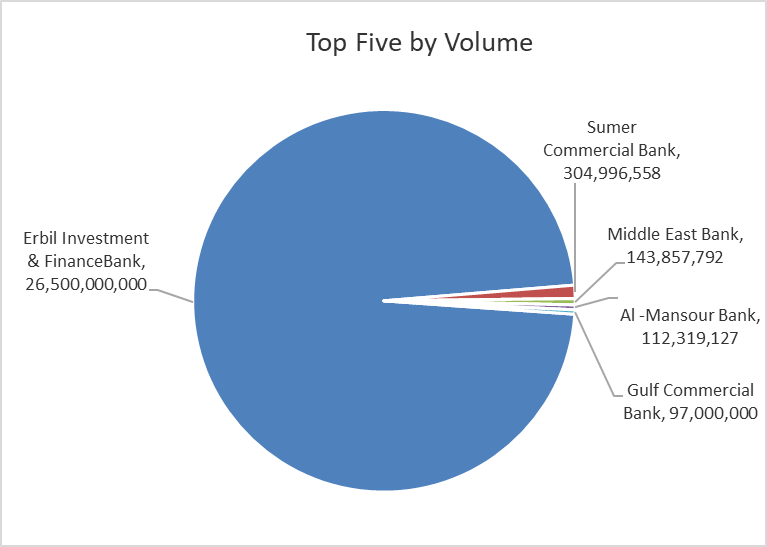 Top Five by Volume
Sumer
Commercial Bank,
304,996,558
Middle East Bank,
143,857,792
Erbil Investment
& FinanceBank,
26,500,000,000
Al -Mansour Bank,
112,319,127
Gulf Commercial
Bank, 97,000,000